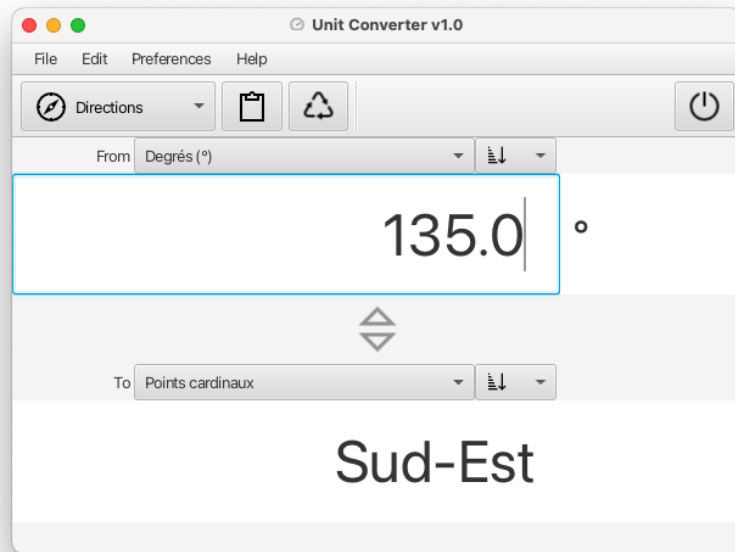 Unit Converter v1.0
File Edit Preferences Help
Directions
From Degrés (°)
135.0 °
To Points cardinaux
Sud-Est